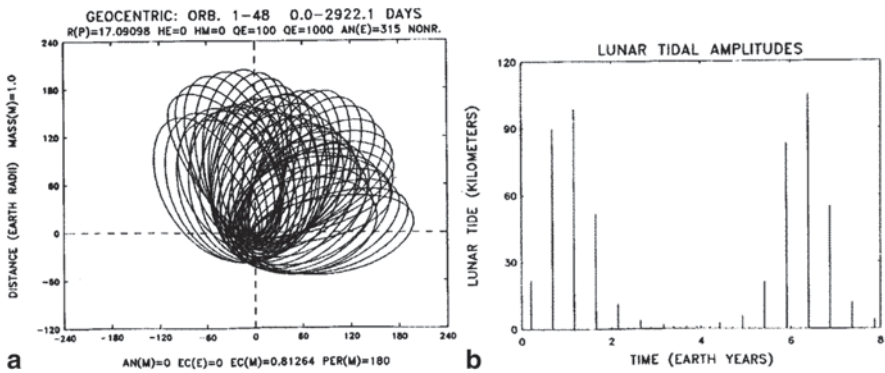 GEOCENTRIC: ORB. 1-48 0.0-2922.1 DAYS
R(P)=17.09098 HE=0 HM=0 QE=100 QE=1000 AN(E)=315 NONR.
DISTANCE (EARTH RADII) MASS(M)=1.0
240
180
120
60
0
-60
-120
-240 -180 -120 -60 0 60 120 180 240
AN(M)=0 EC(E)=0 EC(M)=0.81264 PER(M)=180
a
LUNAR TIDAL AMPLITUDES
LUNAR TIDE (KILOMETERS)
120
90
60
30
0
0 2 4 6 8
TIME (EARTH YEARS)
b